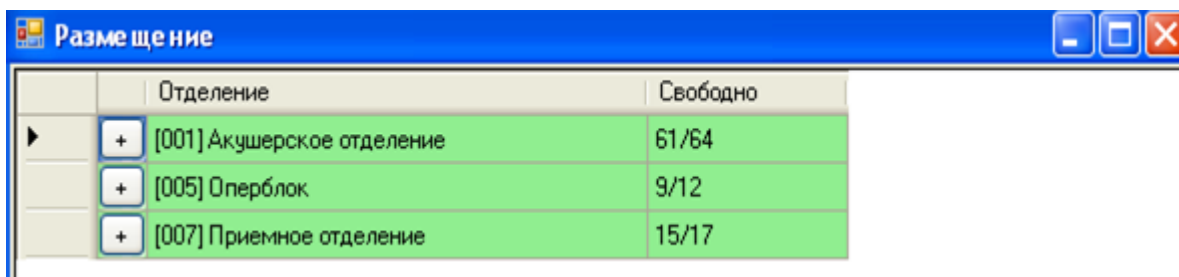 Размещение
Отделение Свободно
+ [001] Акушерское отделение 61/64
+ [005] Оперблок 9/12
+ [007] Приемное отделение 15/17